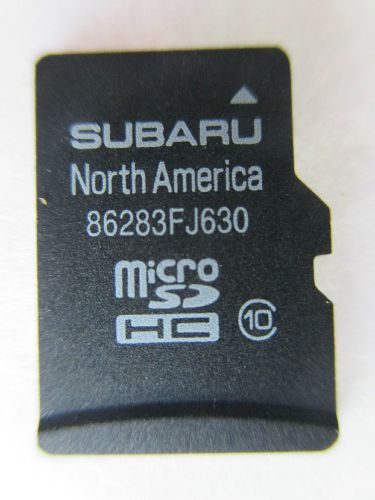 SUBARU
North America
86283FJ630
micro
SD
HC 10